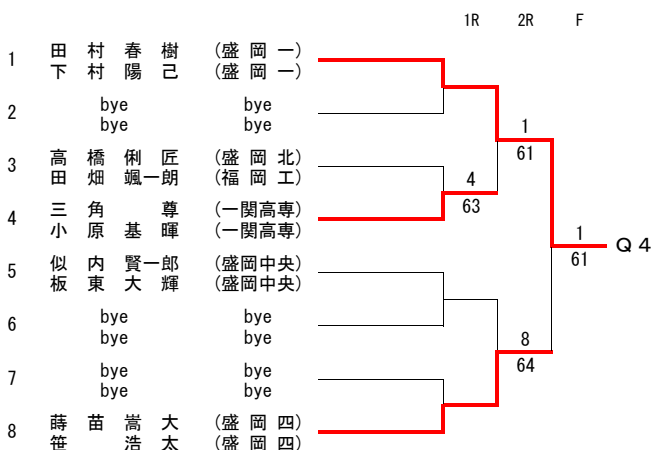 1R 2R F
1 田村春樹 (盛岡一)
下村陽己 (盛岡一)
2 bye bye
bye bye
3 高橋俐匠 (盛岡北)
田畑颯一朗 (福岡工)
4 三角尊 (一関高専)
小原基暉 (一関高専)
5 似内賢一郎 (盛岡中央)
板東大輝 (盛岡中央)
6 bye bye
bye bye
7 bye bye
bye bye
8 蒔苗嵩大 (盛岡四)
笹浩太 (盛岡四)
4
63
1
61
8
64
1
61
Q4